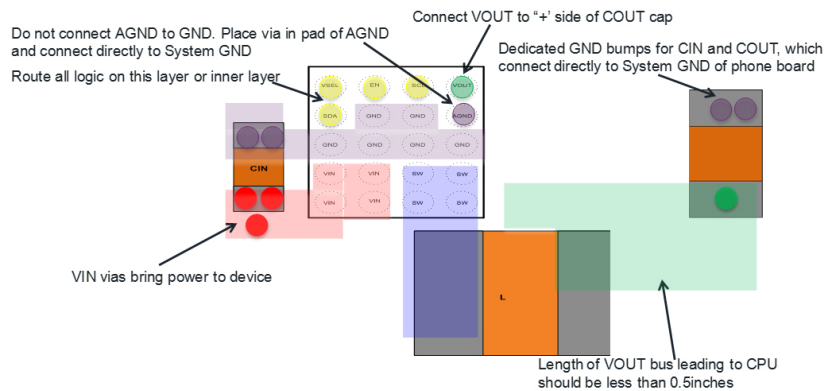 Connect VOUT to “+’ side of COUT cap
Do not connect AGND to GND. Place via in pad of AGND
and connect directly to System GND
Route all logic on this layer or inner layer
Dedicated GND bumps for CIN and COUT, which
connect directly to System GND of phone board
VSEL EN SCL VOUT
SDA GND GND AGND
GND GND GND GND
CIN
VIN VIN BW BW
VIN VIN BW BW
L
VIN vias bring power to device
Length of VOUT bus leading to CPU
should be less than 0.5inches